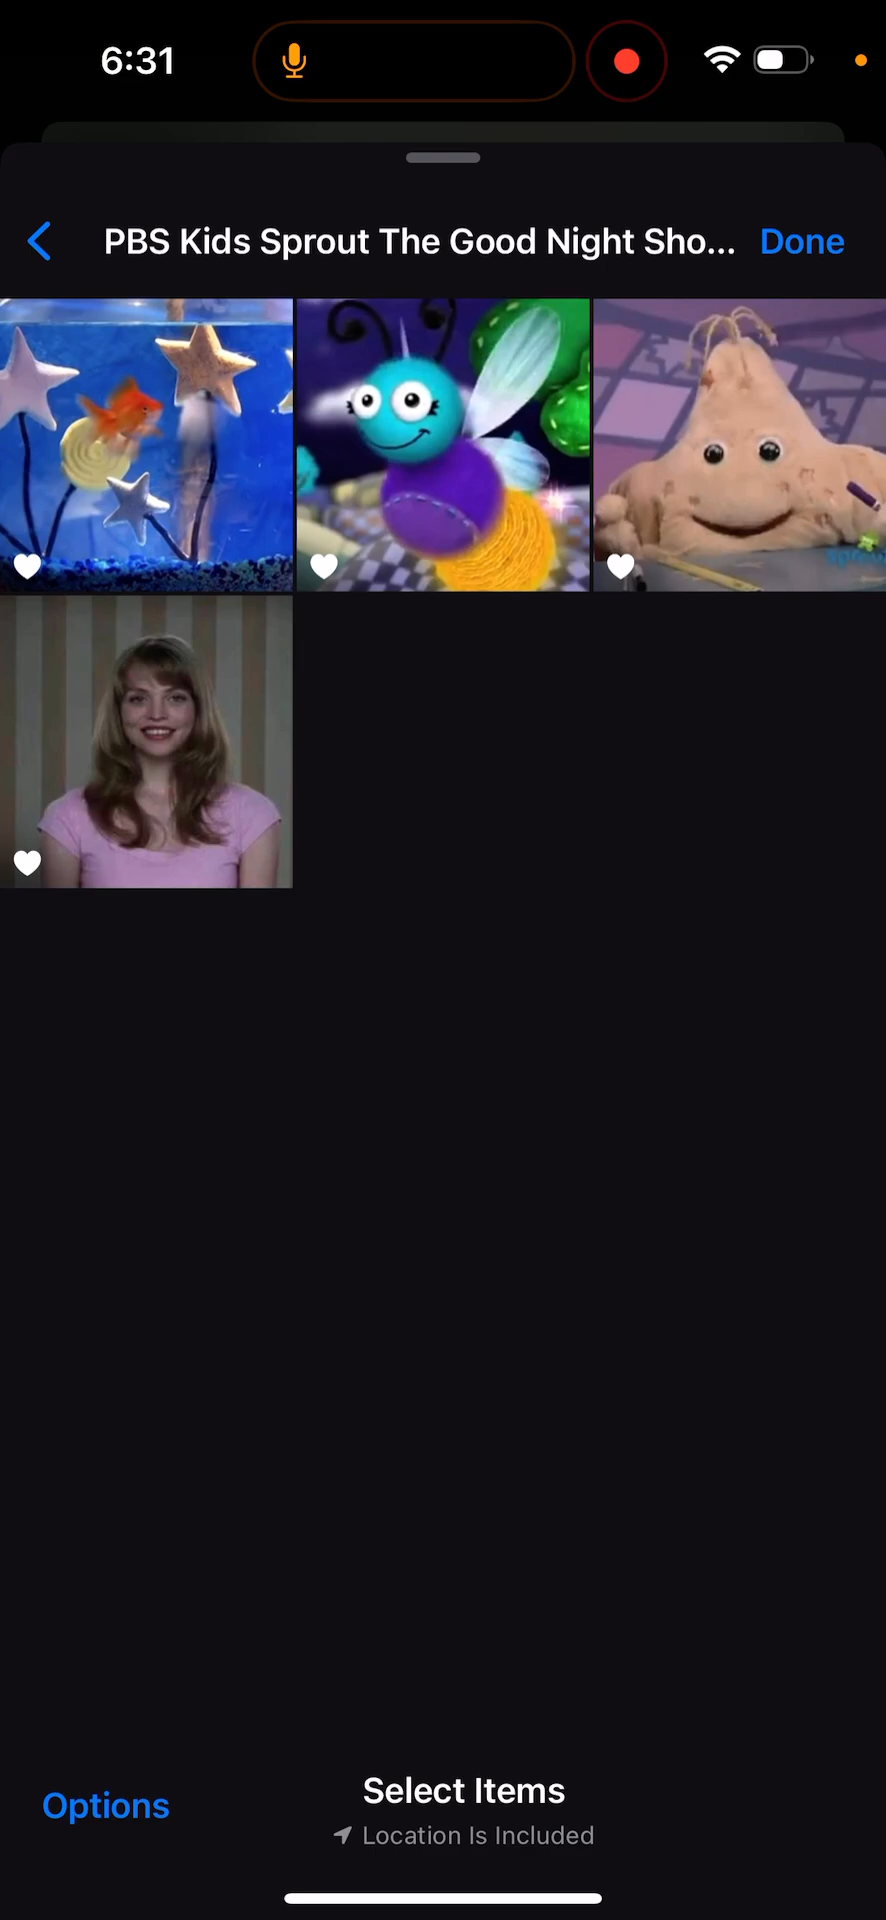 6:31
PBS Kids Sprout The Good Night Sho...
Done
Options
Select Items
Location Is Included